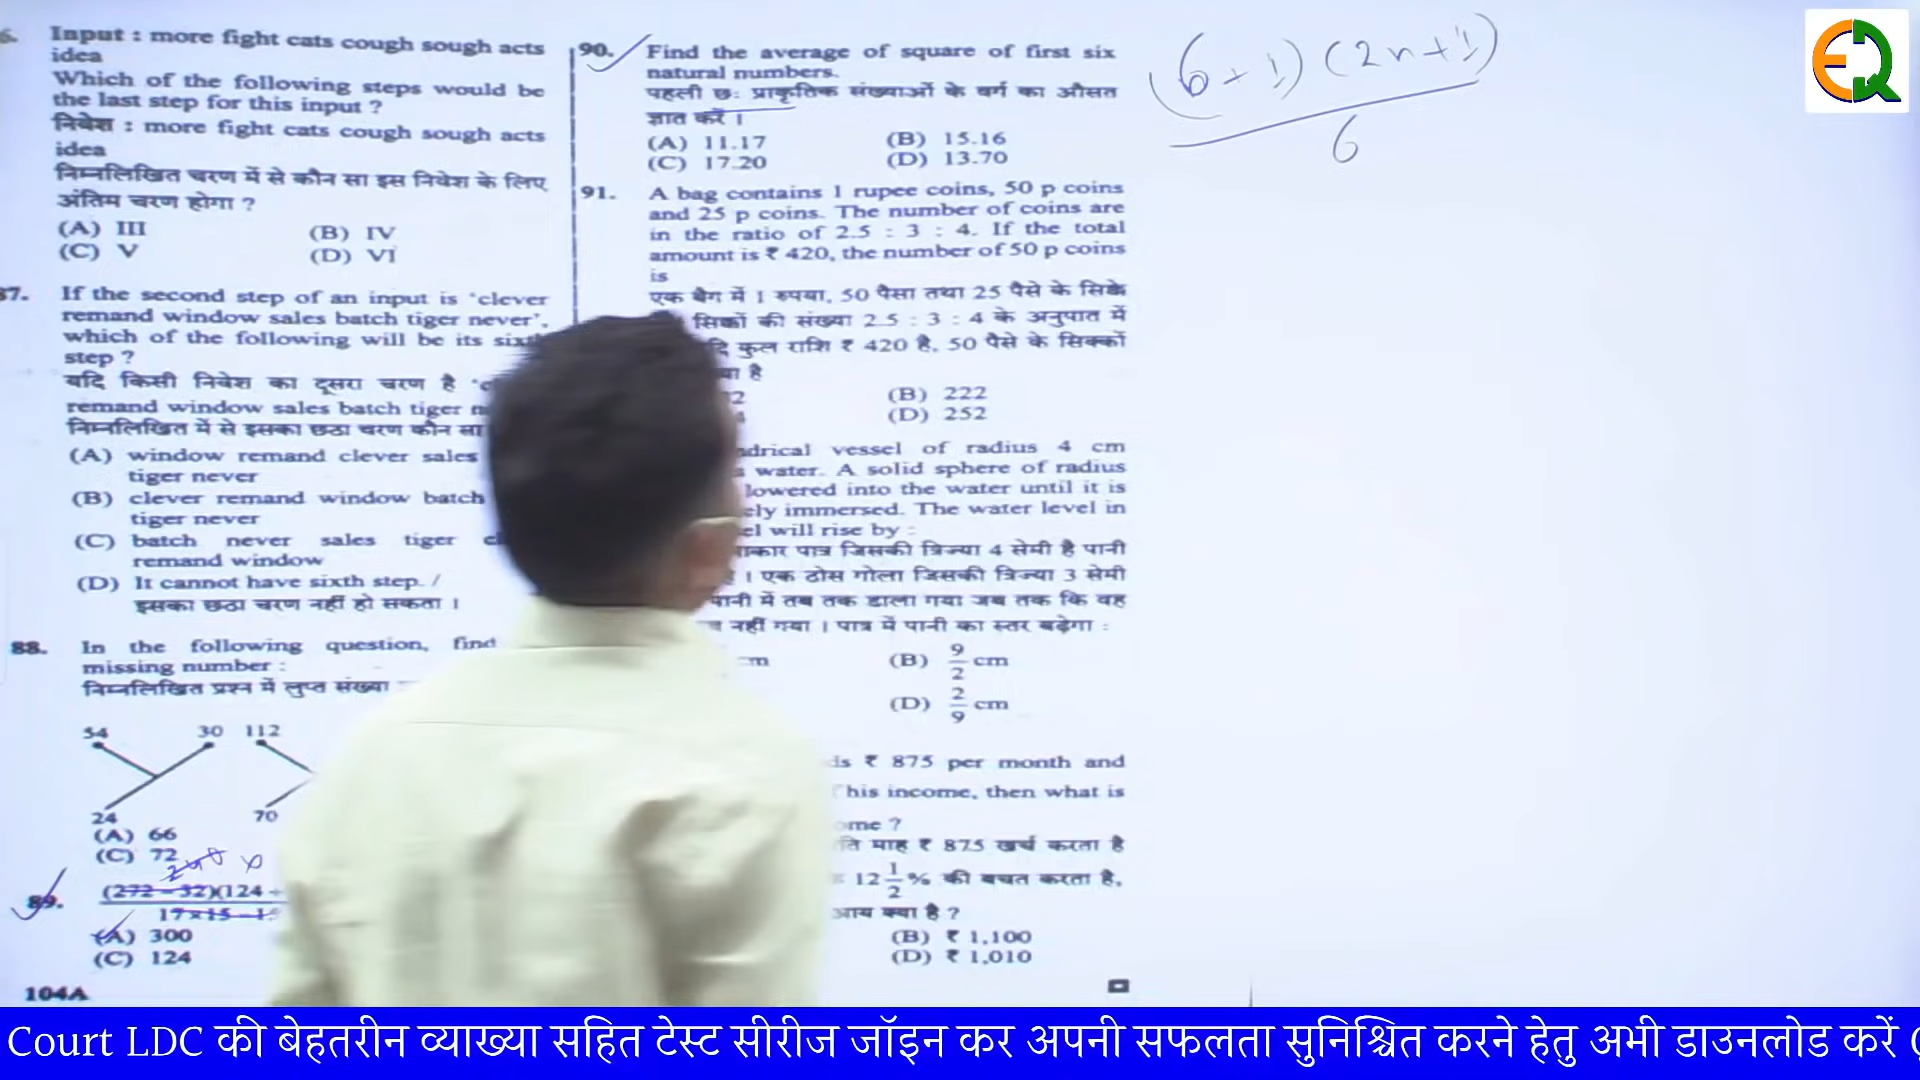 6. Input : more fight cats cough sough acts
idea
Which of the following steps would be
the last step for this input ?
निवेश : more fight cats cough sough acts
idea
निम्नलिखित चरण में से कौन सा इस निवेश के लिए
अंतिम चरण होगा ?
(A) III (B) IV
(C) V (D) VI
37. If the second step of an input is 'clever
remand window sales batch tiger never',
which of the following will be its
step ?
यदि किसी निवेश का दूसरा चरण है
remand window sales batch tiger
निम्नलिखित में से इसका छठा चरण कौन सा
(A) window remand clever sales
tiger never
(B) clever remand window batch
tiger never
(C) batch never sales tiger
remand window
(D) It cannot have sixth step. /
इसका छठा चरण नहीं हो सकता ।
88. In the following question, find
missing number :
निम्नलिखित प्रश्न में लुप्त संख्या
54 30 112
24 70
(A) 66
(C) 72
89. (272 – 32)(124 +
17 × 15 – 15
(A) 300
(C) 124
104A
90. Find the average of square of first six
natural numbers.
पहली छः प्राकृतिक संख्याओं के वर्ग का औसत
ज्ञात करें ।
(A) 11.17 (B) 15.16
(C) 17.20 (D) 13.70
91. A bag contains 1 rupee coins, 50 p coins
and 25 p coins. The number of coins are
in the ratio of 2.5 : 3 : 4. If the total
amount is ₹ 420, the number of 50 p coins
is
एक बैग में 1 रुपया, 50 पैसा तथा 25 पैसे के सिक्के
सिक्कों की संख्या 2.5 : 3 : 4 के अनुपात में
कुल राशि ₹ 420 है, 50 पैसे के सिक्कों
है
(B) 222
(D) 252
vessel of radius 4 cm
water. A solid sphere of radius
lowered into the water until it is
immersed. The water level in
will rise by :
पात्र जिसकी त्रिज्या 4 सेमी है पानी
। एक ठोस गोला जिसकी त्रिज्या 3 सेमी
पानी में तब तक डाला गया जब तक कि वह
नहीं गया । पात्र में पानी का स्तर बढ़ेगा :
cm (B) 9/2 cm
(D) 2/9 cm
₹ 875 per month and
his income, then what is
?
माह ₹ 875 खर्च करता है
12 1/2 % की बचत करता है,
आय क्या है ?
(B) ₹ 1,100
(D) ₹ 1,010
(6+1)(2n+1)
6
EQ
Court LDC की बेहतरीन व्याख्या सहित टेस्ट सीरीज जॉइन कर अपनी सफलता सुनिश्चित करने हेतु अभी डाउनलोड करें